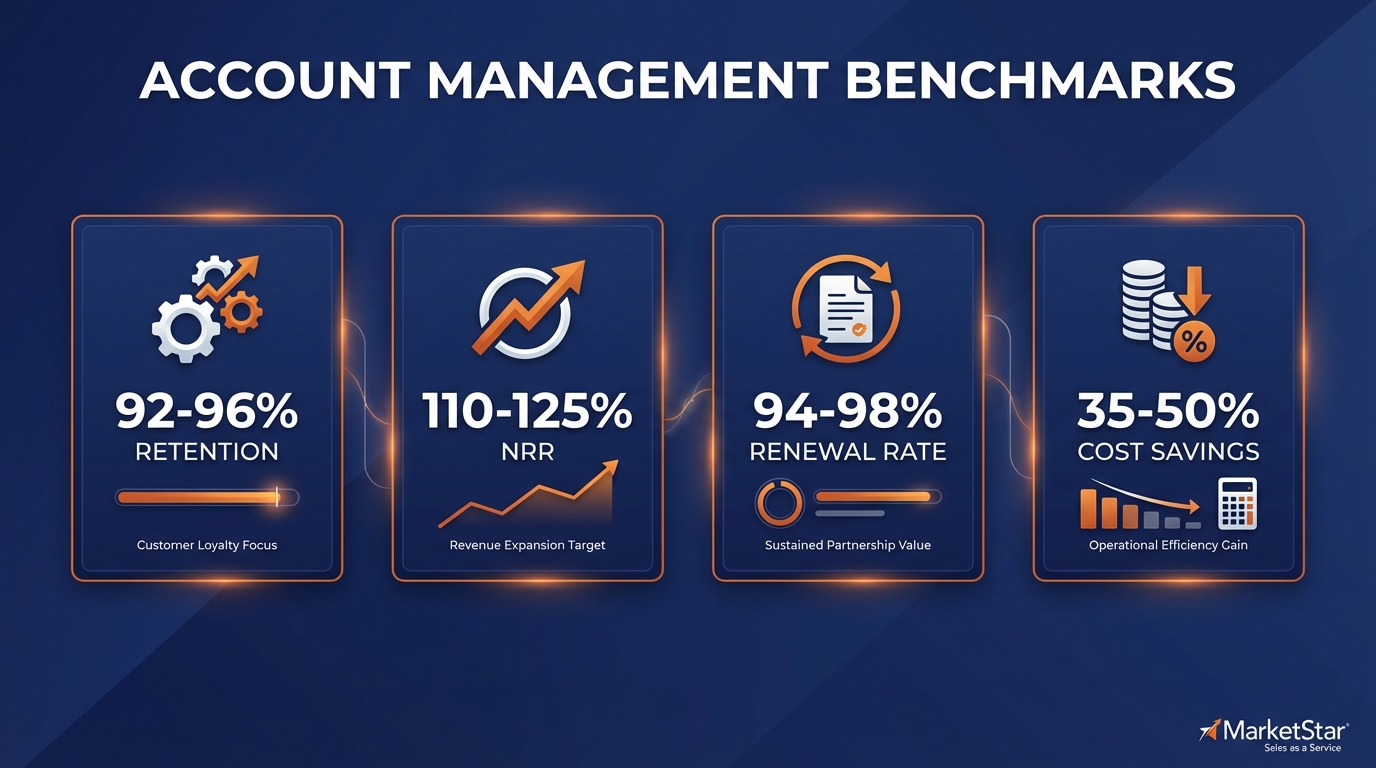 ACCOUNT MANAGEMENT BENCHMARKS
92-96%
RETENTION
Customer Loyalty Focus
110-125%
NRR
Revenue Expansion Target
94-98%
RENEWAL RATE
Sustained Partnership Value
%
35-50%
COST SAVINGS
Operational Efficiency Gain
MarketStar®
Sales as a Service